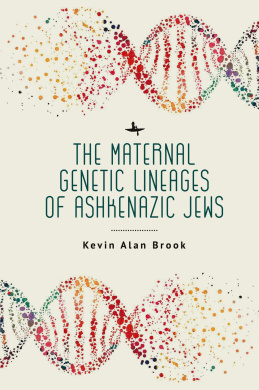 THE MATERNAL
GENETIC LINEAGES
OF ASHKENAZIC JEWS
Kevin Alan Brook